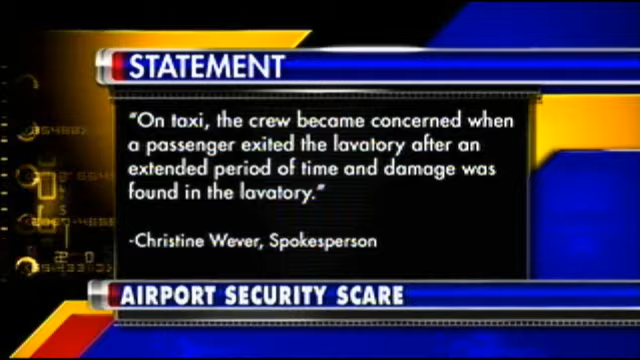 STATEMENT
"On taxi, the crew became concerned when
a passenger exited the lavatory after an
extended period of time and damage was
found in the lavatory."
-Christine Wever, Spokesperson
AIRPORT SECURITY SCARE